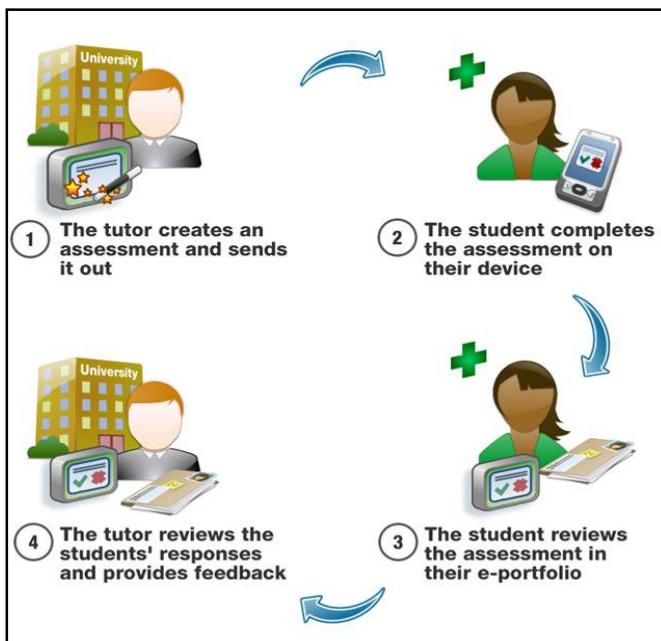 University
1
The tutor creates an
assessment and sends
it out
2
The student completes
the assessment on
their device
University
4
The tutor reviews the
students' responses
and provides feedback
3
The student reviews
the assessment in
their e-portfolio